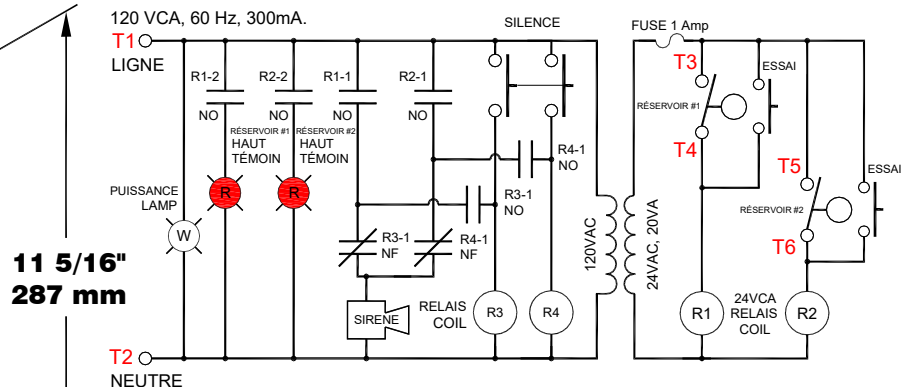 120 VCA, 60 Hz, 300mA.
SILENCE
FUSE 1 Amp
T1
LIGNE
T3
ESSAI
R1-2
R2-2
R1-1
R2-1
NO
NO
NO
NO
RÉSERVOIR #1
HAUT
TÉMOIN
RÉSERVOIR #2
HAUT
TÉMOIN
RÉSERVOIR #1
T4
R4-1
NO
T5
ESSAI
PUISSANCE
LAMP
R
R
R3-1
NO
RÉSERVOIR #2
W
R3-1
NF
R4-1
NF
120VAC
24VAC, 20VA
T6
11 5/16"
287 mm
SIRENE
RELAIS
COIL
R3
R4
R1
24VCA
RELAIS
COIL
R2
T2
NEUTRE